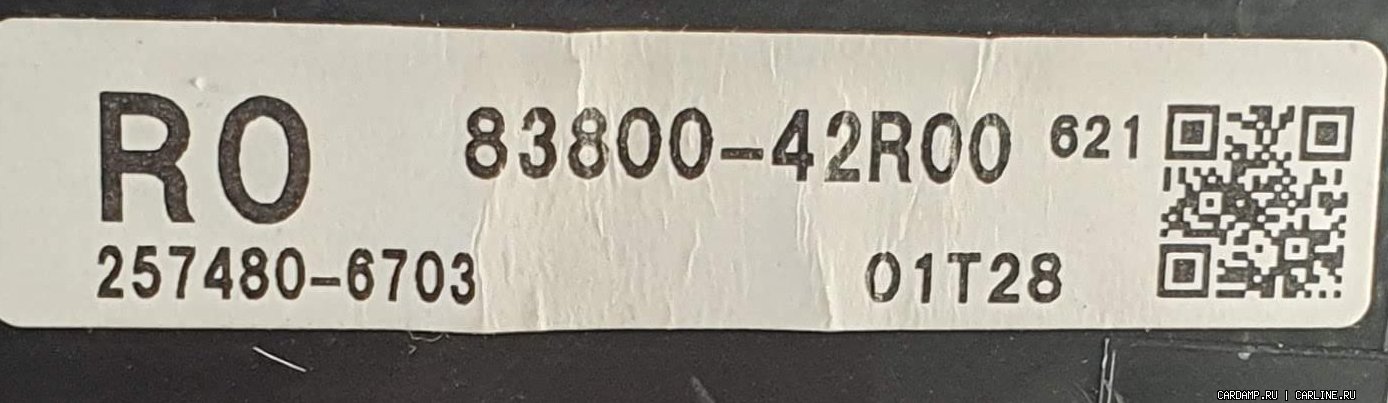 RO 83800-42R00 621
257480-6703 01T28
CARDAMP.RU | CARLINE.RU